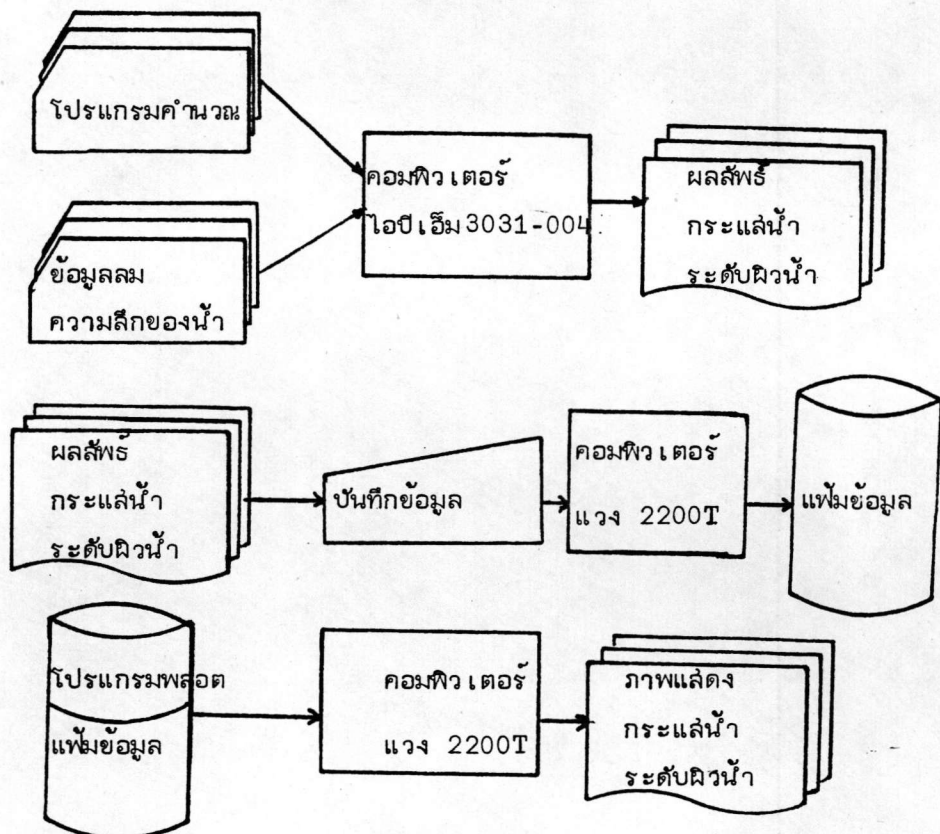 โปรแกรมคำนวณ
ข้อมูลลม
ความลึกของน้ำ
คอมพิวเตอร์
ไอบีเอ็ม3031-004
ผลลัพธ์
กระแสน้ำ
ระดับผิวน้ำ
ผลลัพธ์
กระแสน้ำ
ระดับผิวน้ำ
บันทึกข้อมูล
คอมพิวเตอร์
แวง 2200T
แฟ้มข้อมูล
โปรแกรมพลอต
แฟ้มข้อมูล
คอมพิวเตอร์
แวง 2200T
ภาพแสดง
กระแสน้ำ
ระดับผิวน้ำ